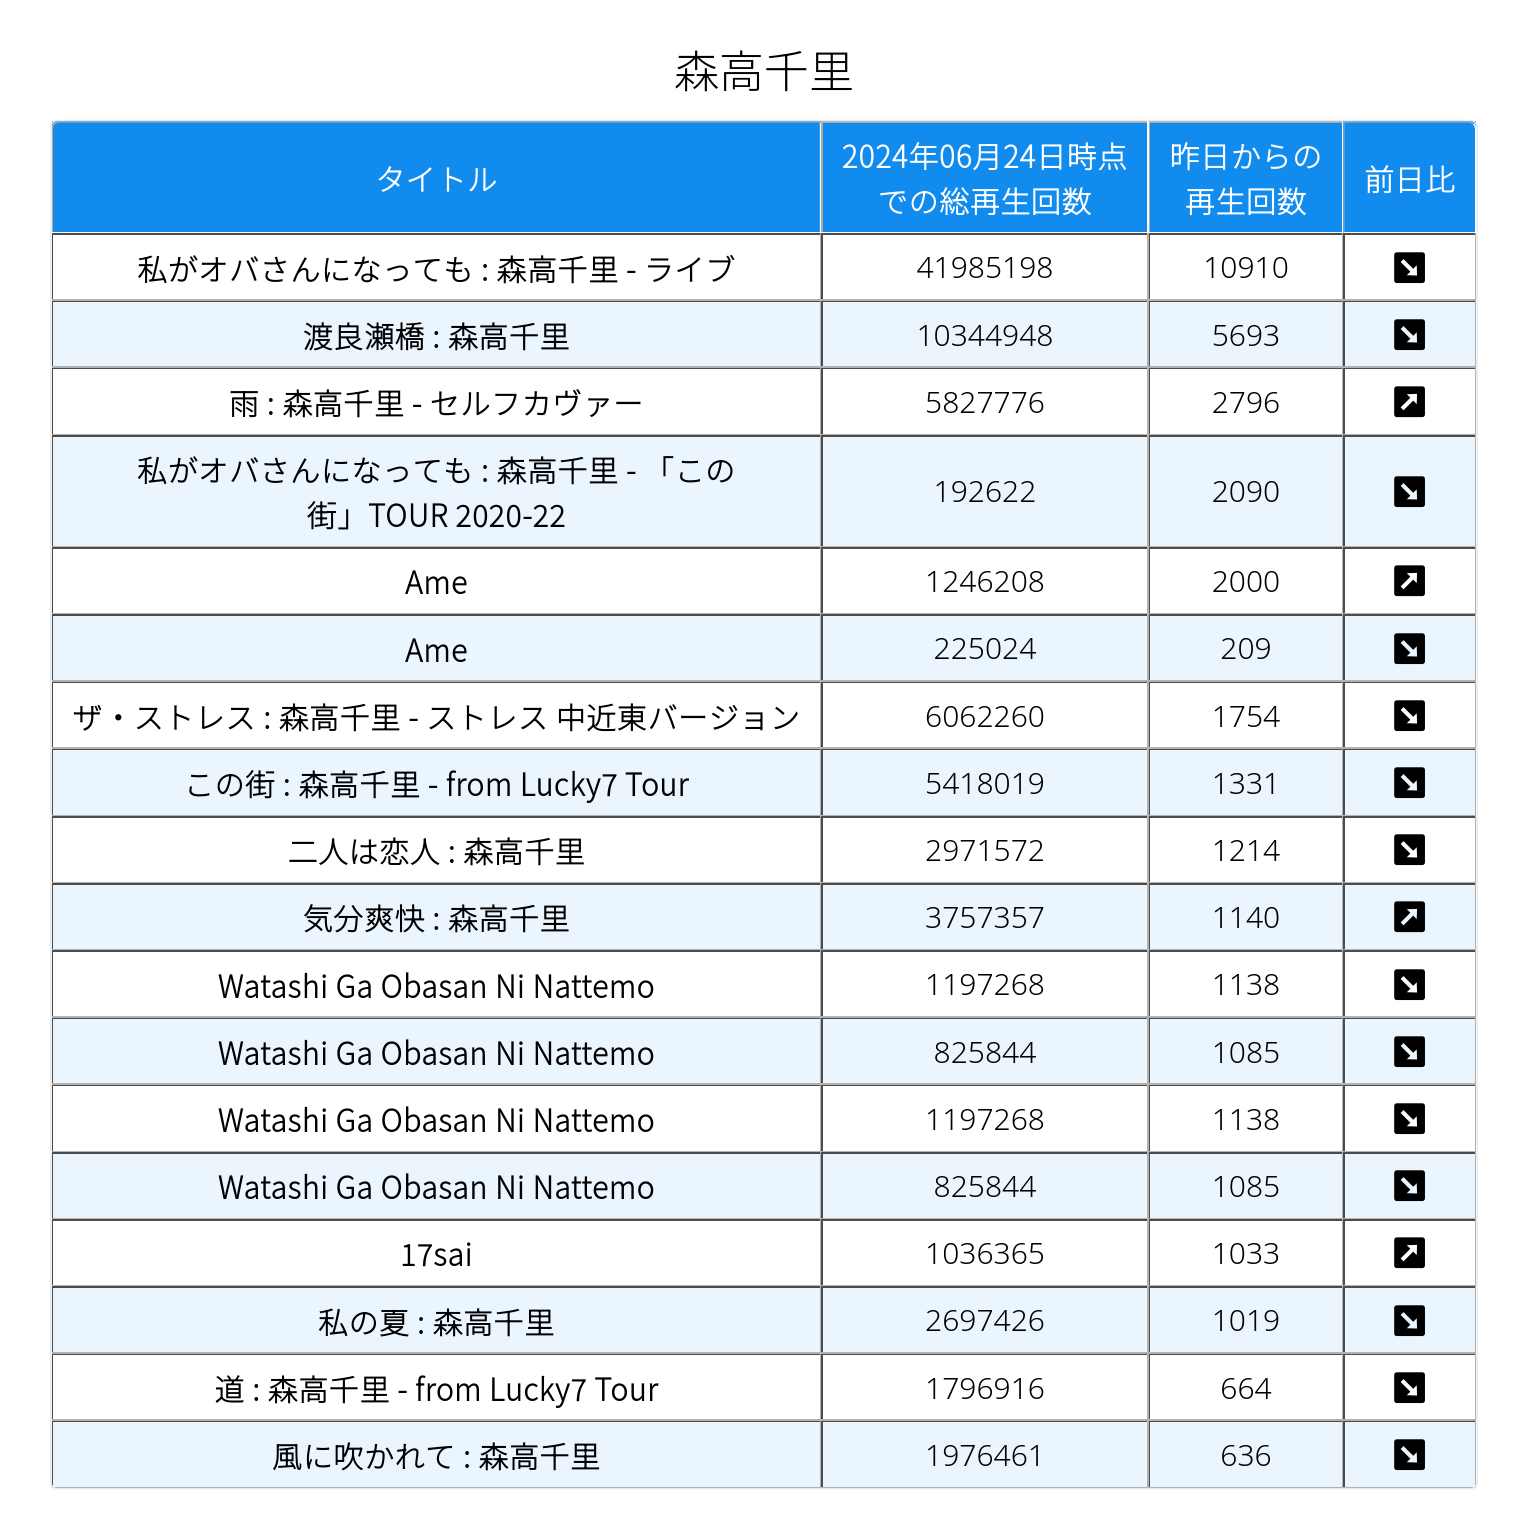 森高千里
タイトル
2024年06月24日時点
での総再生回数
昨日からの
再生回数
前日比
私がオバさんになっても : 森高千里 - ライブ 41985198 10910 ↘
渡良瀬橋 : 森高千里 10344948 5693 ↘
雨 : 森高千里 - セルフカヴァー 5827776 2796 ↗
私がオバさんになっても : 森高千里 - 「この
街」TOUR 2020-22 192622 2090 ↘
Ame 1246208 2000 ↗
Ame 225024 209 ↘
ザ・ストレス : 森高千里 - ストレス 中近東バージョン 6062260 1754 ↘
この街 : 森高千里 - from Lucky7 Tour 5418019 1331 ↘
二人は恋人 : 森高千里 2971572 1214 ↘
気分爽快 : 森高千里 3757357 1140 ↗
Watashi Ga Obasan Ni Nattemo 1197268 1138 ↘
Watashi Ga Obasan Ni Nattemo 825844 1085 ↘
Watashi Ga Obasan Ni Nattemo 1197268 1138 ↘
Watashi Ga Obasan Ni Nattemo 825844 1085 ↘
17sai 1036365 1033 ↗
私の夏 : 森高千里 2697426 1019 ↘
道 : 森高千里 - from Lucky7 Tour 1796916 664 ↘
風に吹かれて : 森高千里 1976461 636 ↘